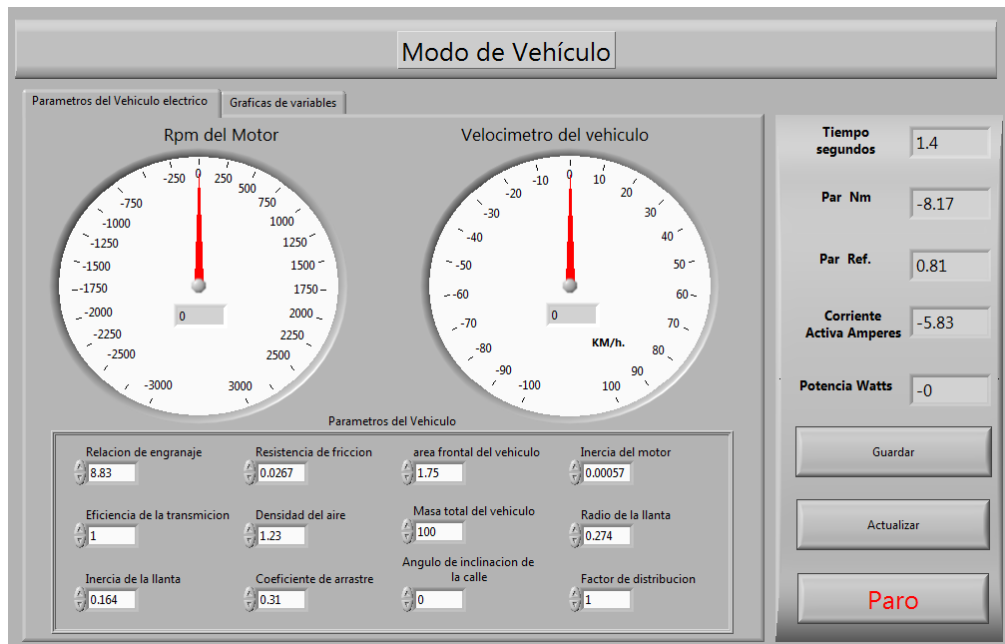 Modo de Vehículo
Parametros del Vehiculo electrico
Graficas de variables
Rpm del Motor
-3000
-2500
-2250
-2000
-1750
-1500
-1250
-1000
-750
-250
0
250
500
750
1000
1250
1500
1750
2000
2250
2500
3000
0
Velocimetro del vehiculo
-100
-90
-80
-70
-60
-50
-40
-30
-20
-10
0
10
20
30
40
50
60
70
80
90
100
0
KM/h.
Parametros del Vehiculo
Relacion de engranaje
8.83
Resistencia de friccion
0.0267
area frontal del vehiculo
1.75
Inercia del motor
0.00057
Eficiencia de la transmicion
1
Densidad del aire
1.23
Masa total del vehiculo
100
Radio de la llanta
0.274
Inercia de la llanta
0.164
Coeficiente de arrastre
0.31
Angulo de inclinacion de
la calle
0
Factor de distribucion
1
Tiempo
segundos
1.4
Par Nm
-8.17
Par Ref.
0.81
Corriente
Activa Amperes
-5.83
Potencia Watts
-0
Guardar
Actualizar
Paro